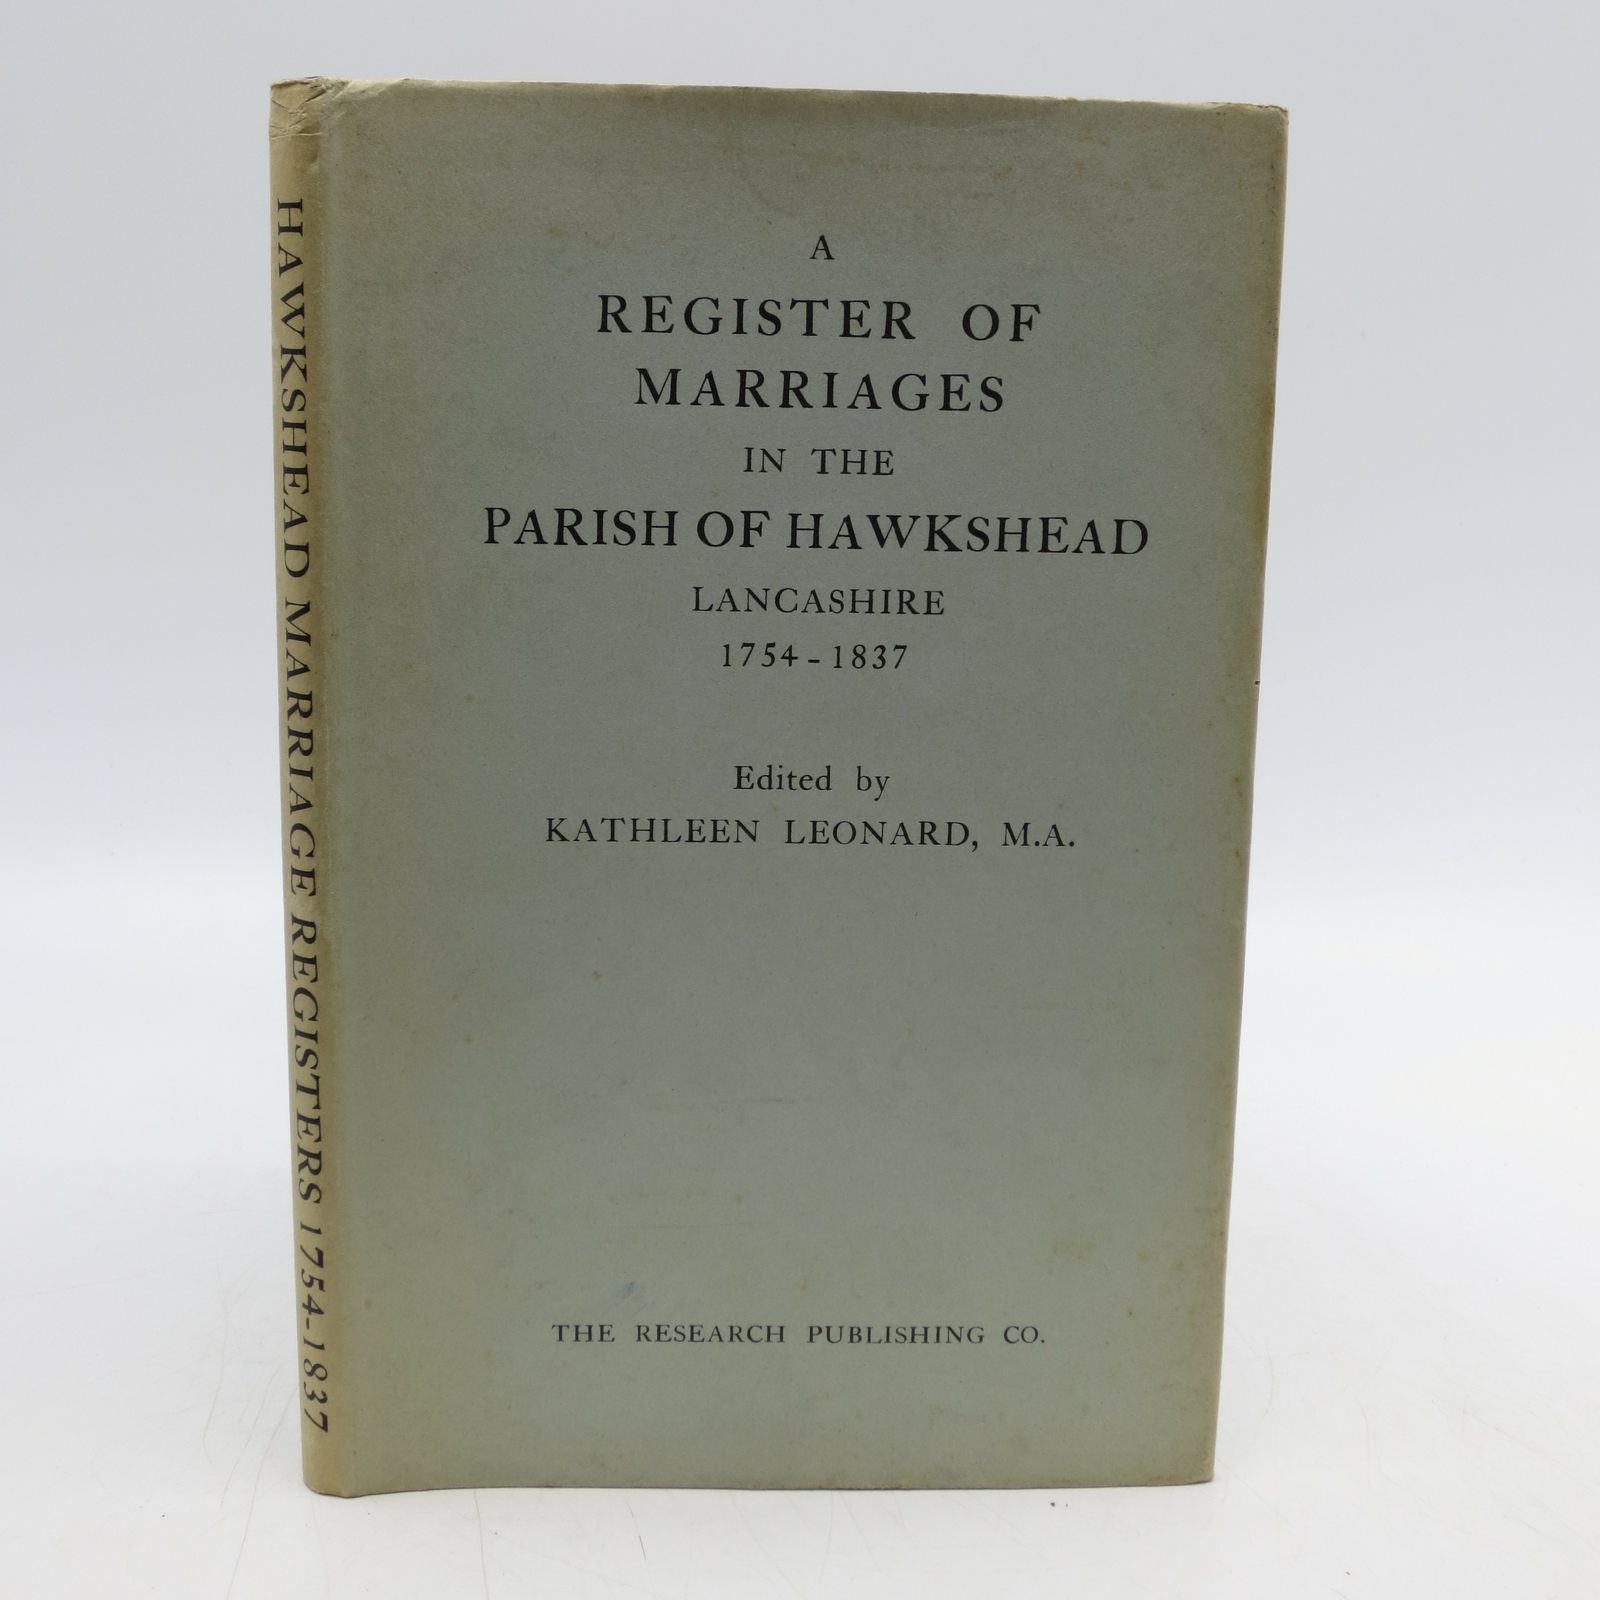 HAWKSHEAD MARRIAGE REGISTERS 1754-1837
A
REGISTER OF
MARRIAGES
IN THE
PARISH OF HAWKSHEAD
LANCASHIRE
1754-1837
Edited by
KATHLEEN LEONARD, M.A.
THE RESEARCH PUBLISHING CO.